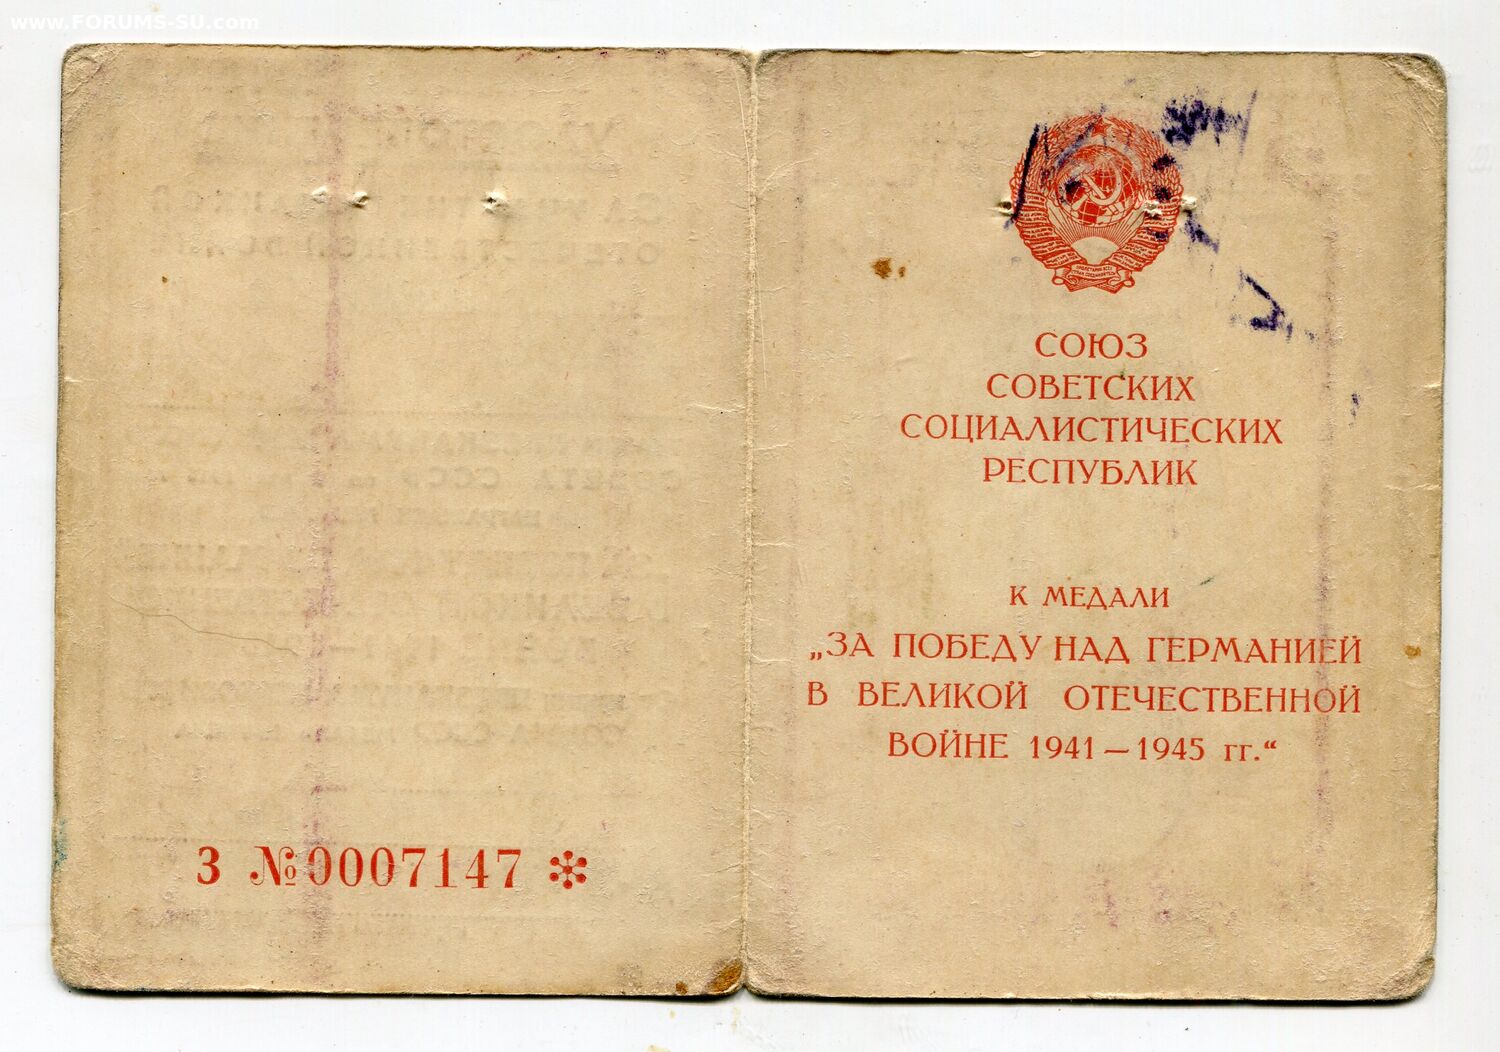 www.FORUMS-SU.com
З №0007147 *
СОЮЗ
СОВЕТСКИХ
СОЦИАЛИСТИЧЕСКИХ
РЕСПУБЛИК
К МЕДАЛИ
„ЗА ПОБЕДУ НАД ГЕРМАНИЕЙ
В ВЕЛИКОЙ ОТЕЧЕСТВЕННОЙ
ВОЙНЕ 1941—1945 гг.“